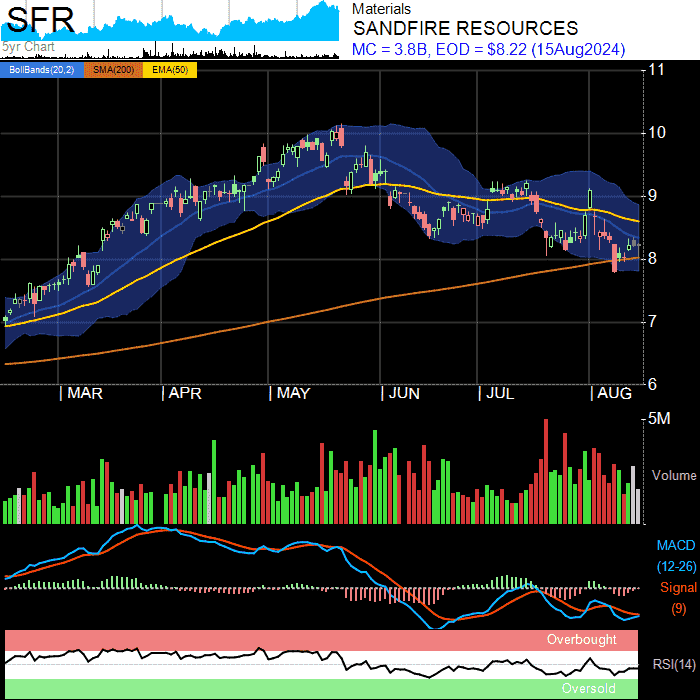 SFR
5yr Chart
Materials
SANDFIRE RESOURCES
MC = 3.8B, EOD = $8.22 (15Aug2024)
BollBands(20,2) SMA(200) EMA(50)
11
10
9
8
7
6
MAR APR MAY JUN JUL AUG
5M
Volume
MACD
(12-26)
Signal
(9)
Overbought
RSI(14)
Oversold